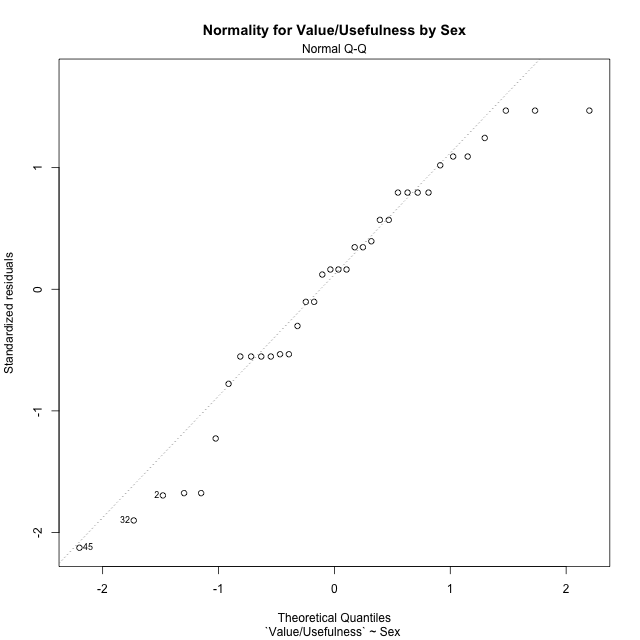 Normality for Value/Usefulness by Sex
Normal Q-Q
1
0
-1
-2
Standardized residuals
2
32
45
-2 -1 0 1 2
Theoretical Quantiles
`Value/Usefulness` ~ Sex